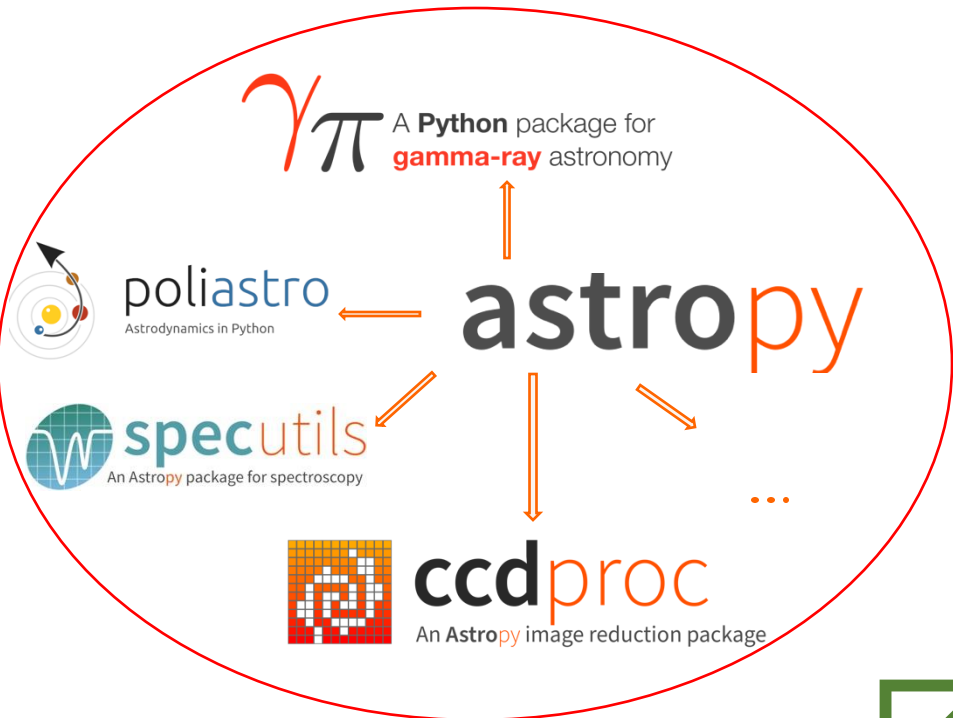 γπ
A Python package for
gamma-ray astronomy
poliastro
Astrodynamics in Python
astropy
specutils
An Astropy package for spectroscopy
...
ccdproc
An Astropy image reduction package